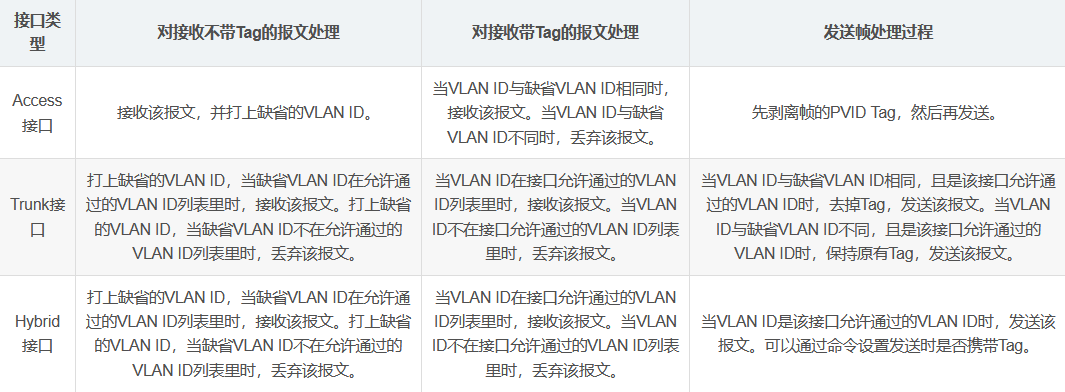 接口类型
对接收不带Tag的报文处理
对接收带Tag的报文处理
发送帧处理过程
Access
接口
接收该报文，并打上缺省的VLAN ID。
当VLAN ID与缺省VLAN ID相同时，
接收该报文。当VLAN ID与缺省
VLAN ID不同时，丢弃该报文。
先剥离帧的PVID Tag，然后再发送。
Trunk接
口
打上缺省的VLAN ID，当缺省VLAN ID在允许通
过的VLAN ID列表里时，接收该报文。打上缺省
的VLAN ID，当缺省VLAN ID不在允许通过的
VLAN ID列表里时，丢弃该报文。
当VLAN ID在接口允许通过的VLAN
ID列表里时，接收该报文。当VLAN
ID不在接口允许通过的VLAN ID列表
里时，丢弃该报文。
当VLAN ID与缺省VLAN ID相同，且是该接口允许通
过的VLAN ID时，去掉Tag，发送该报文。当VLAN
ID与缺省VLAN ID不同，且是该接口允许通过的
VLAN ID时，保持原有Tag，发送该报文。
Hybrid
接口
打上缺省的VLAN ID，当缺省VLAN ID在允许通
过的VLAN ID列表里时，接收该报文。打上缺省
的VLAN ID，当缺省VLAN ID不在允许通过的
VLAN ID列表里时，丢弃该报文。
当VLAN ID在接口允许通过的VLAN
ID列表里时，接收该报文。当VLAN
ID不在接口允许通过的VLAN ID列表
里时，丢弃该报文。
当VLAN ID是该接口允许通过的VLAN ID时，发送该
报文。可以通过命令设置发送时是否携带Tag。